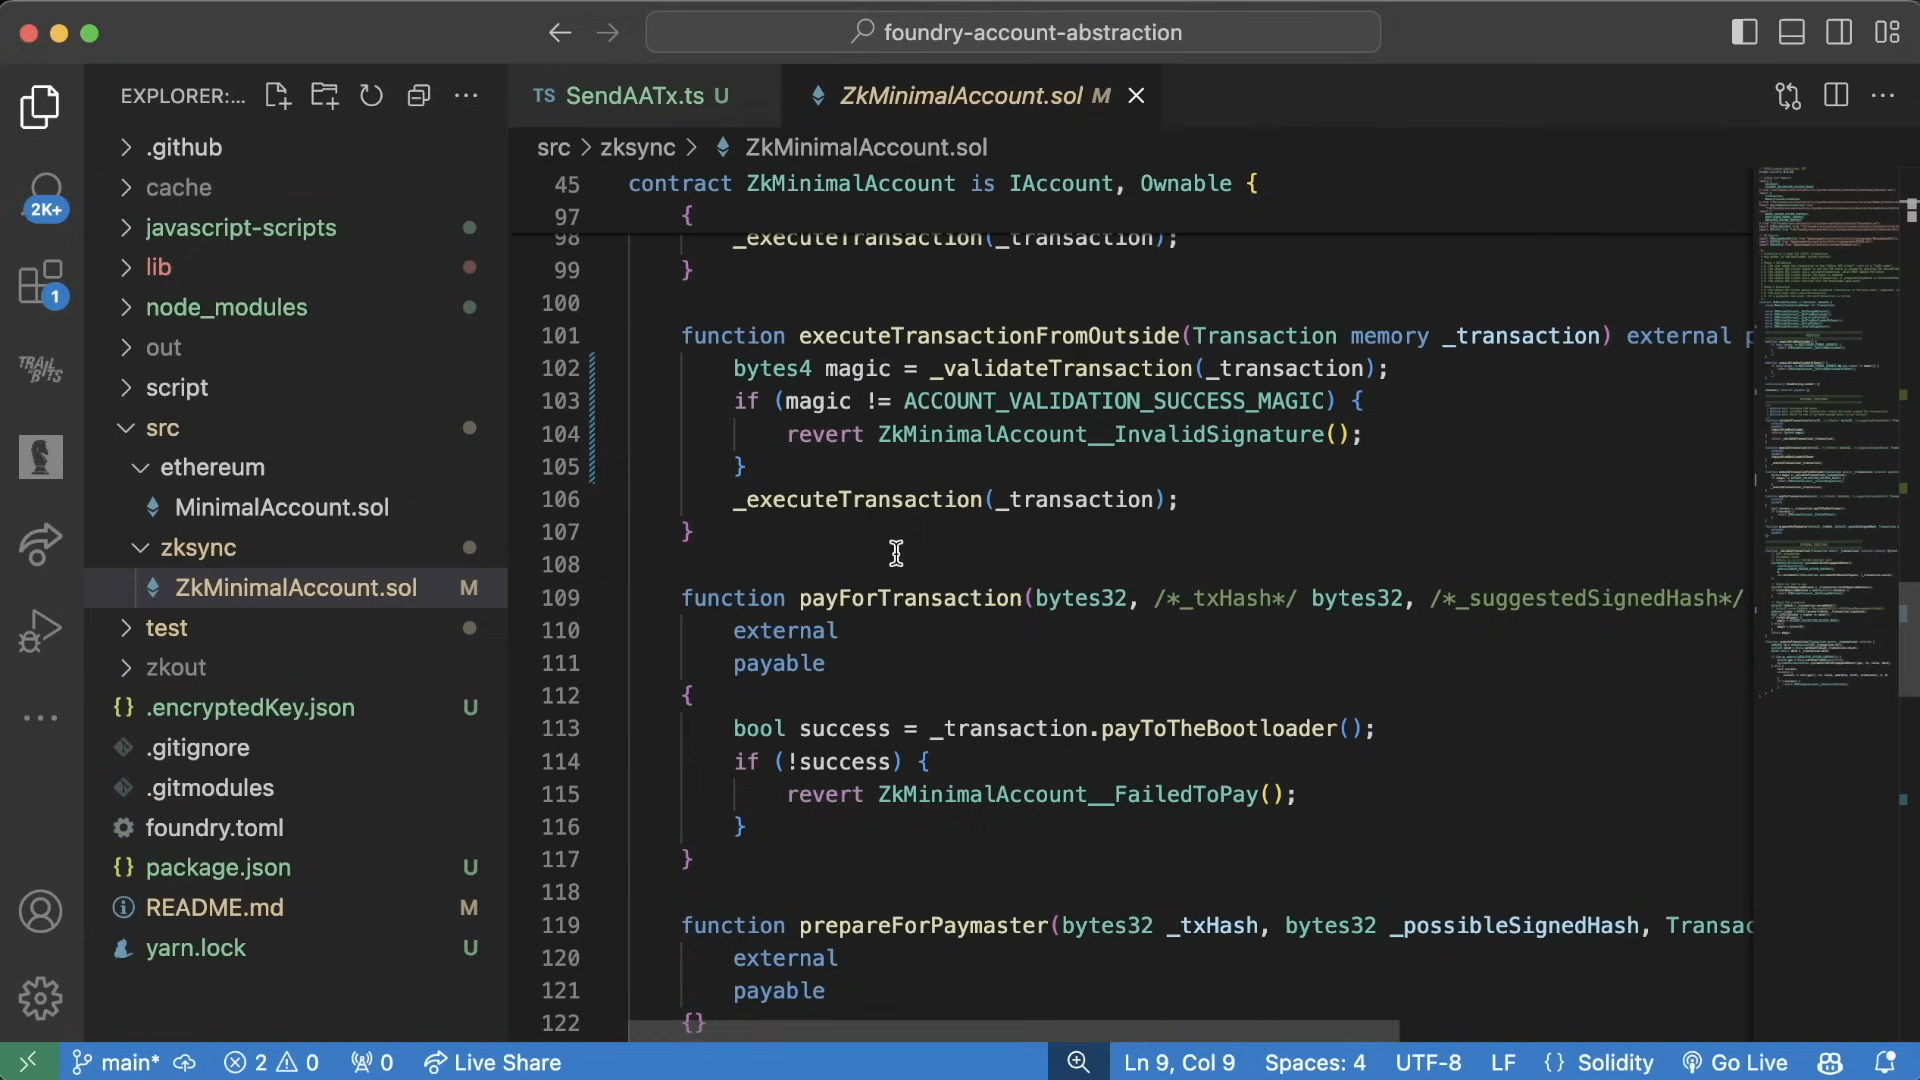 foundry-account-abstraction
EXPLORER:...
TS SendAATx.ts U
ZkMinimalAccount.sol M
src > zksync > ZkMinimalAccount.sol
.github
cache
javascript-scripts
lib
node_modules
out
script
src
ethereum
MinimalAccount.sol
zksync
ZkMinimalAccount.sol M
test
zkout
{} .encryptedKey.json U
.gitignore
.gitmodules
foundry.toml
{} package.json U
README.md M
yarn.lock U
2K+
1
TRAIL OF BITS
45 contract ZkMinimalAccount is IAccount, Ownable {
97 {
98 _executeTransaction(_transaction);
99 }
100
101 function executeTransactionFromOutside(Transaction memory _transaction) external p
102 bytes4 magic = _validateTransaction(_transaction);
103 if (magic != ACCOUNT_VALIDATION_SUCCESS_MAGIC) {
104 revert ZkMinimalAccount__InvalidSignature();
105 }
106 _executeTransaction(_transaction);
107 }
108
109 function payForTransaction(bytes32, /*_txHash*/ bytes32, /*_suggestedSignedHash*/
110 external
111 payable
112 {
113 bool success = _transaction.payToTheBootloader();
114 if (!success) {
115 revert ZkMinimalAccount__FailedToPay();
116 }
117 }
118
119 function prepareForPaymaster(bytes32 _txHash, bytes32 _possibleSignedHash, Transac
120 external
121 payable
122 {}
main* 2 0 0 Live Share
Ln 9, Col 9 Spaces: 4 UTF-8 LF {} Solidity Go Live